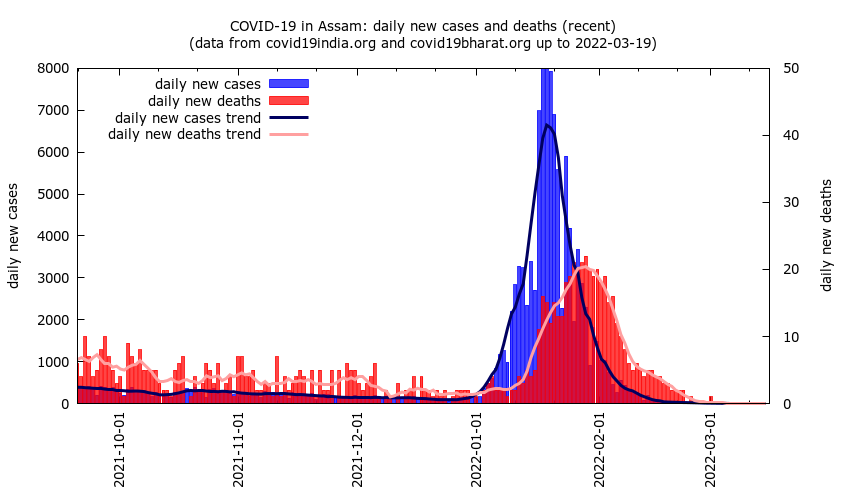 COVID-19 in Assam: daily new cases and deaths (recent)
(data from covid19india.org and covid19bharat.org up to 2022-03-19)
daily new cases
daily new deaths
daily new cases trend
daily new deaths trend
8000
7000
6000
5000
4000
3000
2000
1000
0
daily new cases
50
40
30
20
10
0
daily new deaths
2021-10-01
2021-11-01
2021-12-01
2022-01-01
2022-02-01
2022-03-01